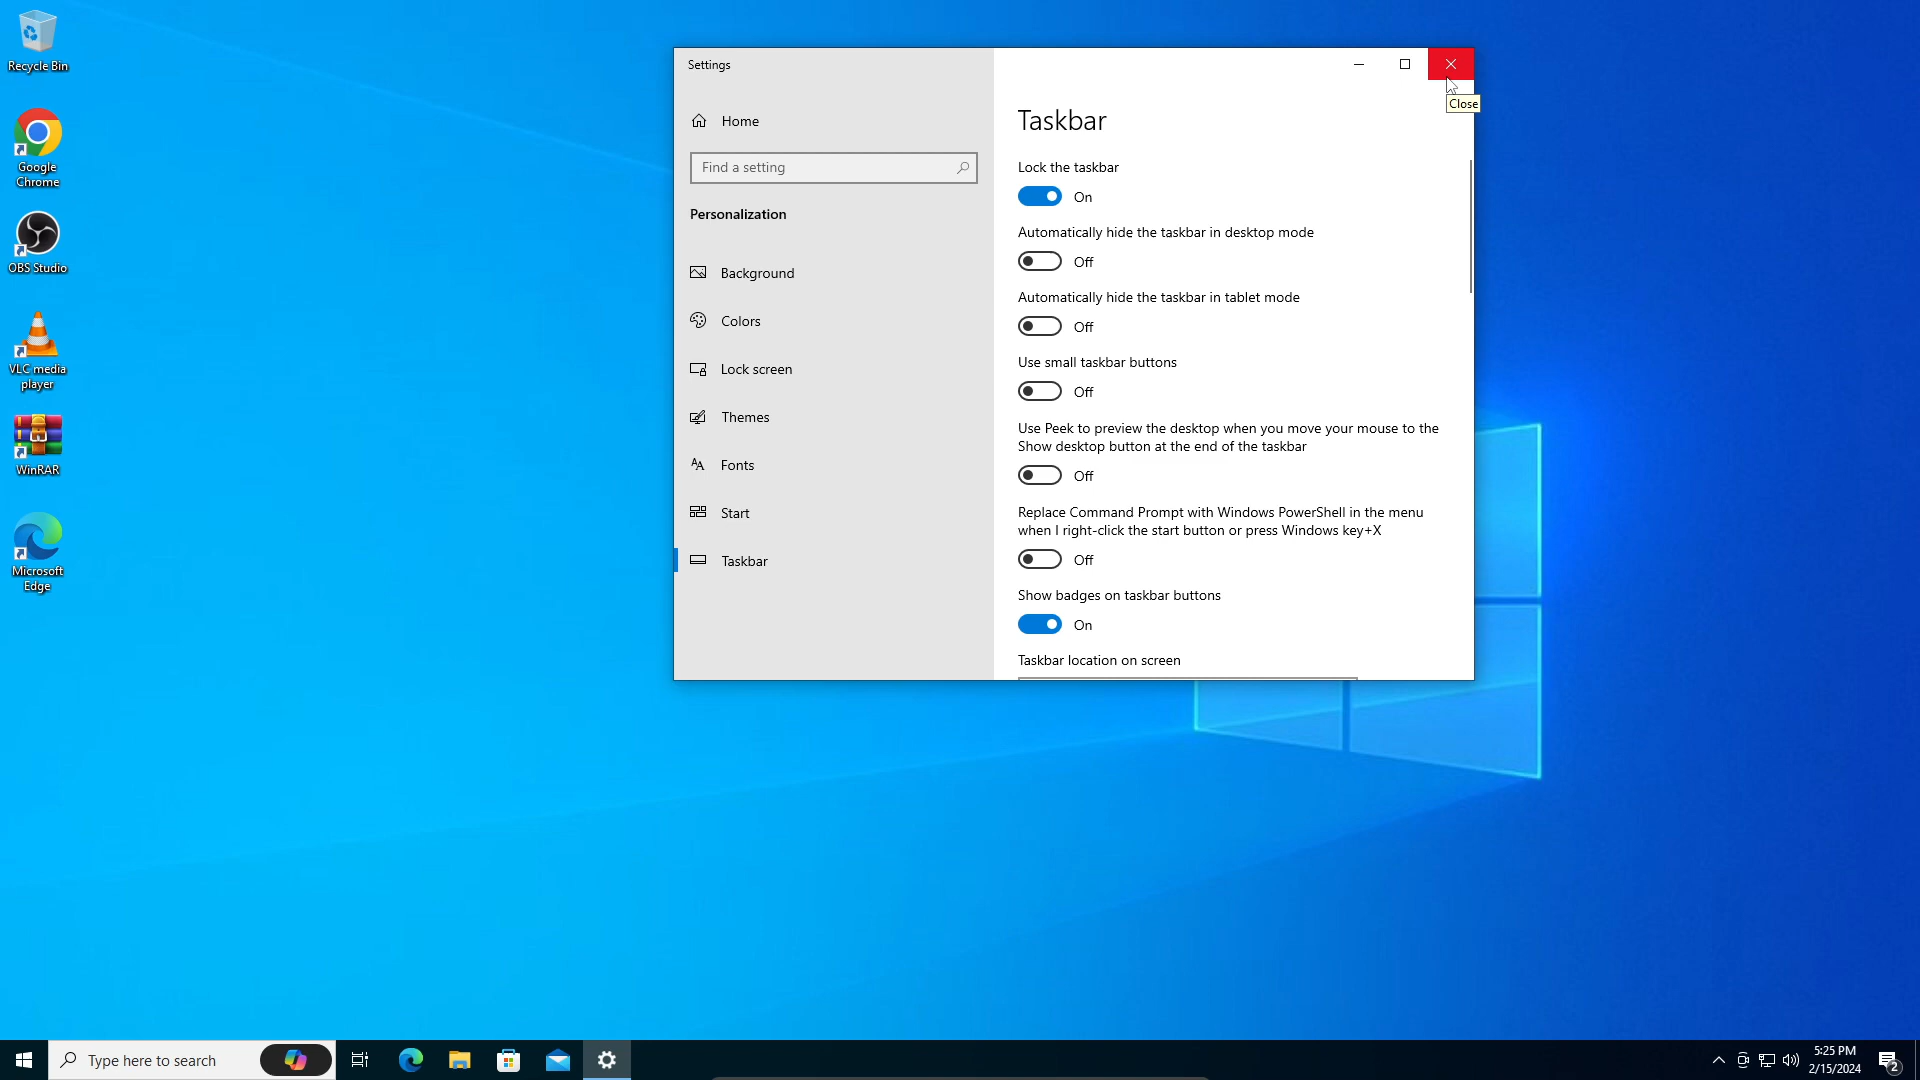 Recycle Bin
Google
Chrome
OBS Studio
VLC media
player
WinRAR
Microsoft
Edge
Settings
Close
Home
Find a setting
Personalization
Background
Colors
Lock screen
Themes
Fonts
Start
Taskbar
Taskbar
Lock the taskbar
On
Automatically hide the taskbar in desktop mode
Off
Automatically hide the taskbar in tablet mode
Off
Use small taskbar buttons
Off
Use Peek to preview the desktop when you move your mouse to the
Show desktop button at the end of the taskbar
Off
Replace Command Prompt with Windows PowerShell in the menu
when I right-click the start button or press Windows key+X
Off
Show badges on taskbar buttons
On
Taskbar location on screen
Type here to search
5:25 PM
2/15/2024
2